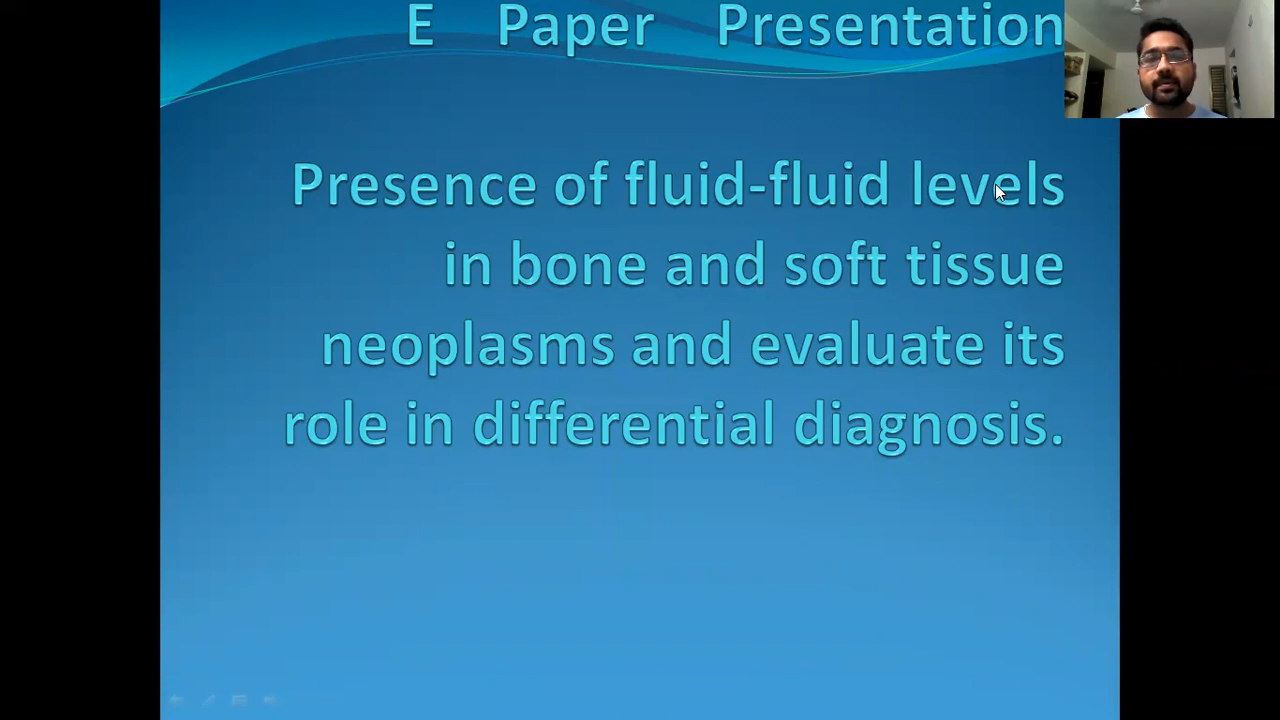 E Paper Presentation
Presence of fluid-fluid levels
in bone and soft tissue
neoplasms and evaluate its
role in differential diagnosis.